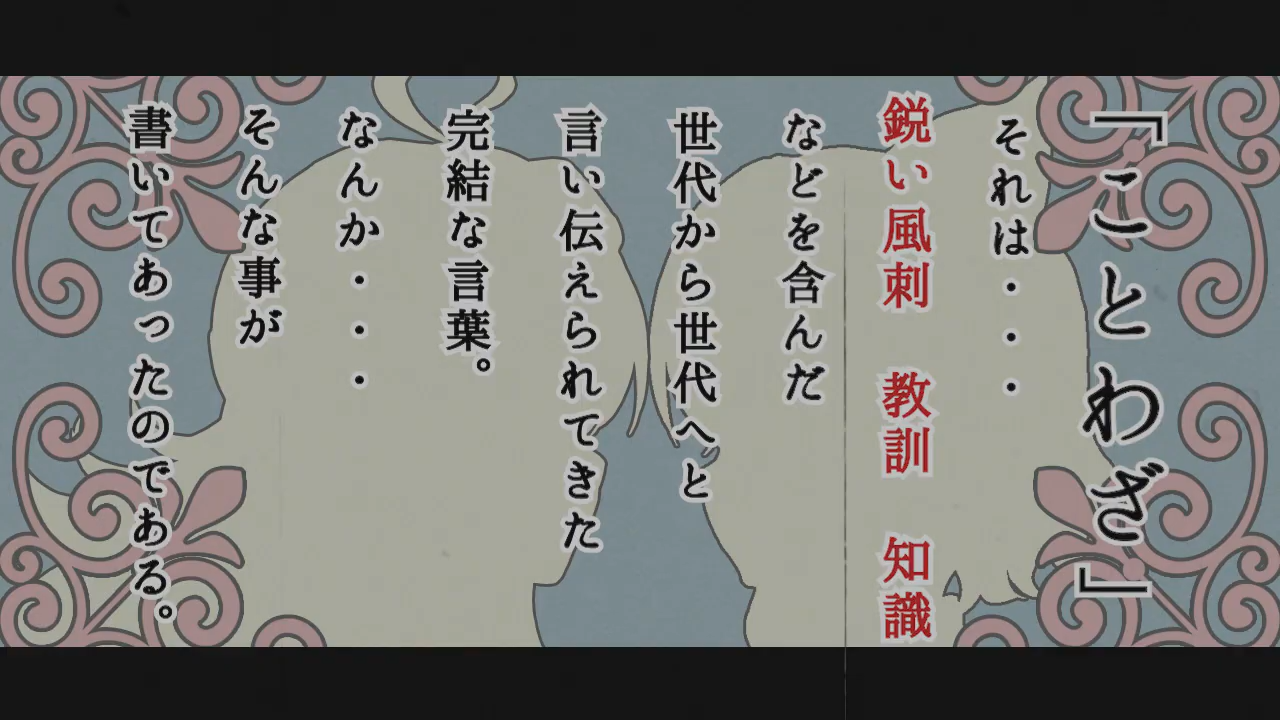 『ことわざ』
それは・・・
鋭い風刺　教訓　知識
などを含んだ
世代から世代へと
言い伝えられてきた
完結な言葉。
なんか・・・
そんな事が
書いてあったのである。